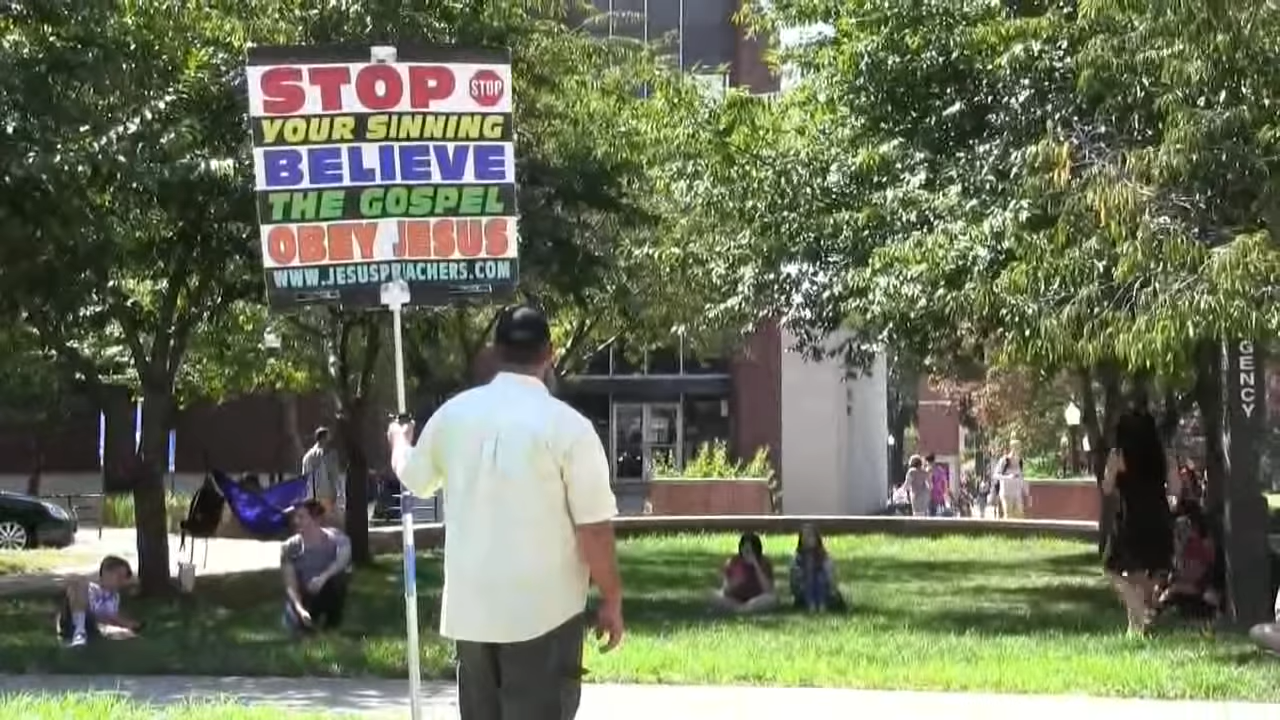 STOP STOP
YOUR SINNING
BELIEVE
THE GOSPEL
OBEY JESUS
WWW.JESUSPREACHERS.COM
GENCY